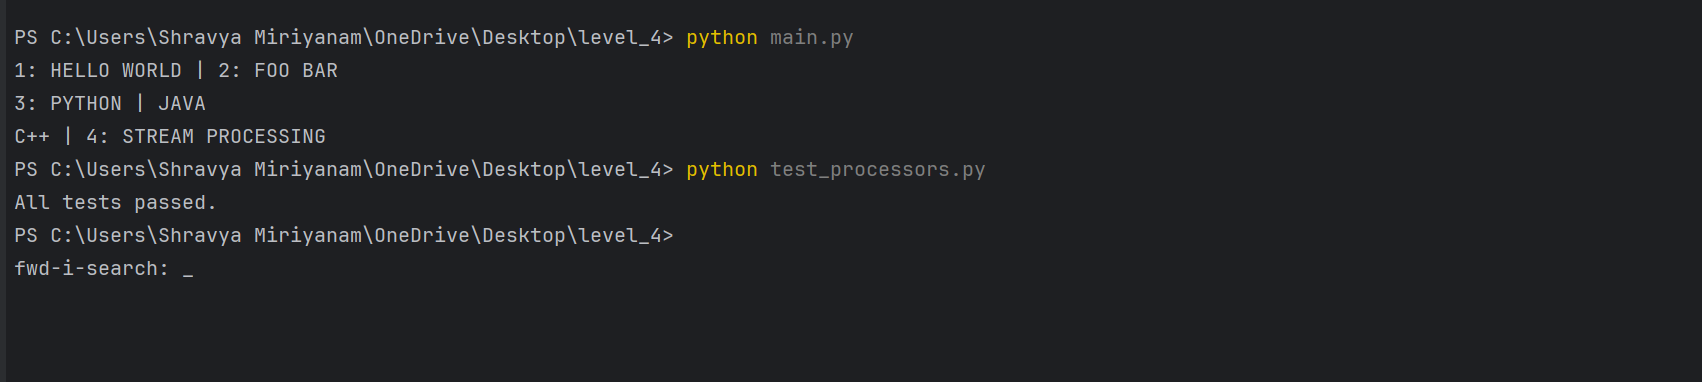 PS C:\Users\Shravya Miriyanam\OneDrive\Desktop\level_4> python main.py
1: HELLO WORLD | 2: FOO BAR
3: PYTHON | JAVA
C++ | 4: STREAM PROCESSING
PS C:\Users\Shravya Miriyanam\OneDrive\Desktop\level_4> python test_processors.py
All tests passed.
PS C:\Users\Shravya Miriyanam\OneDrive\Desktop\level_4>
fwd-i-search: _